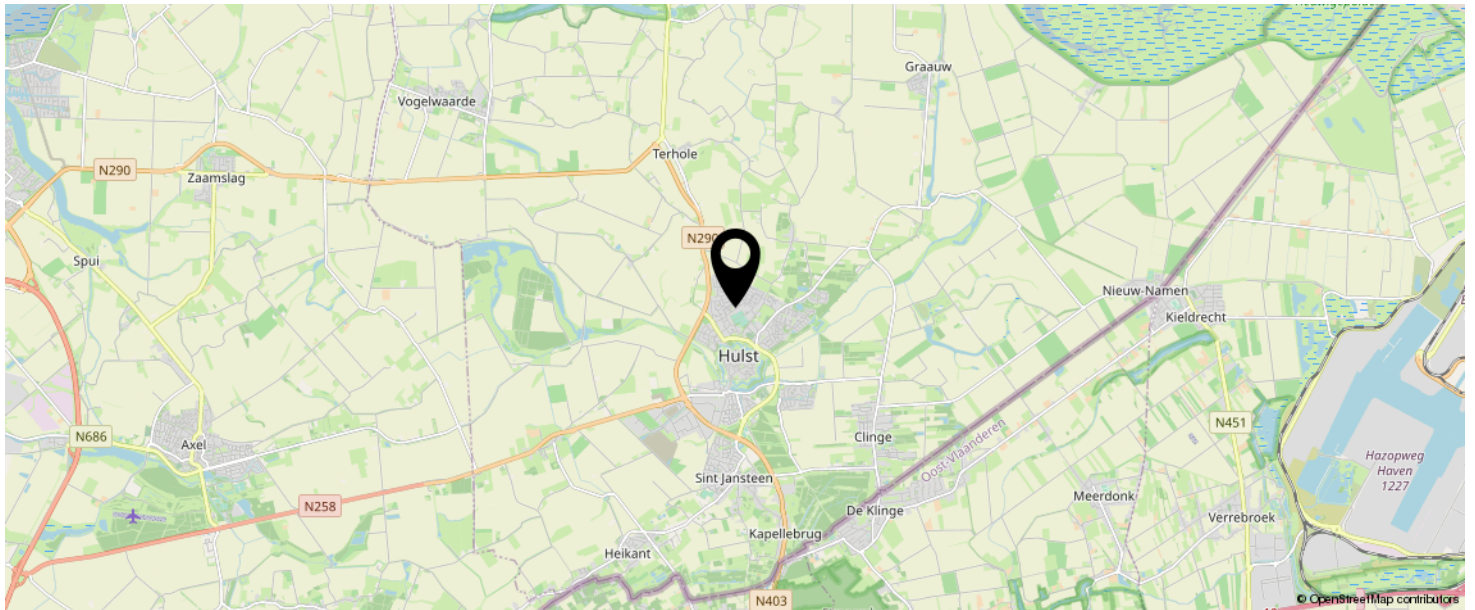 Graauw
Vogelwaarde
Terhole
N290
Zaamslag
N290
Spui
Nieuw-Namen
Kieldrecht
Hulst
N686
Axel
Clinge
Oost-Vlaanderen
N451
Hazopweg
Haven
1227
Sint Jansteen
N258
Meerdonk
De Klinge
Verrebroek
Kapellebrug
Heikant
N403
© OpenStreetMap contributors